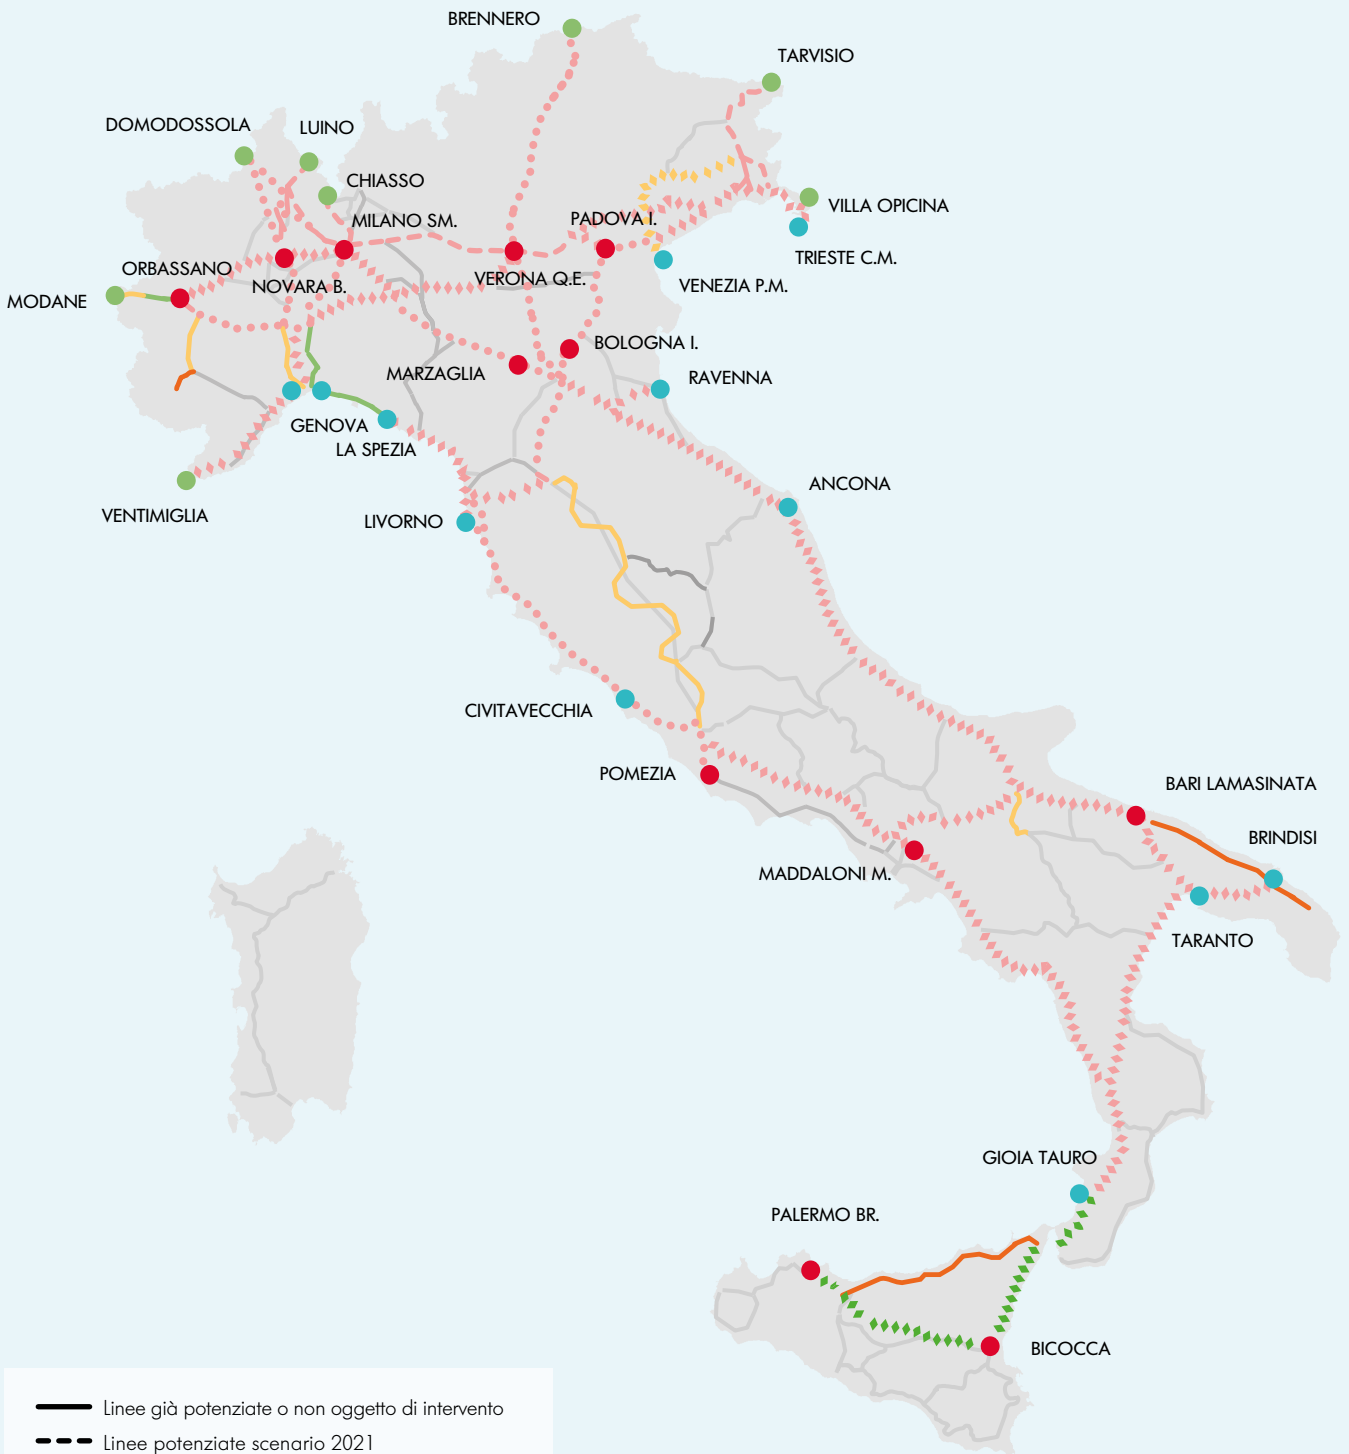 BRENNERO
TARVISIO
DOMODOSSOLA
LUINO
CHIASSO
MILANO SM.
PADOVA I.
VILLA OPICINA
TRIESTE C.M.
ORBASSANO
NOVARA B.
VERONA Q.E.
VENEZIA P.M.
MODANE
BOLOGNA I.
MARZAGLIA
RAVENNA
GENOVA
LA SPEZIA
ANCONA
VENTIMIGLIA
LIVORNO
CIVITAVECCHIA
POMEZIA
BARI LAMASINATA
BRINDISI
MADDALONI M.
TARANTO
GIOIA TAURO
PALERMO BR.
BICOCCA
Linee già potenziate o non oggetto di intervento
Linee potenziate scenario 2021